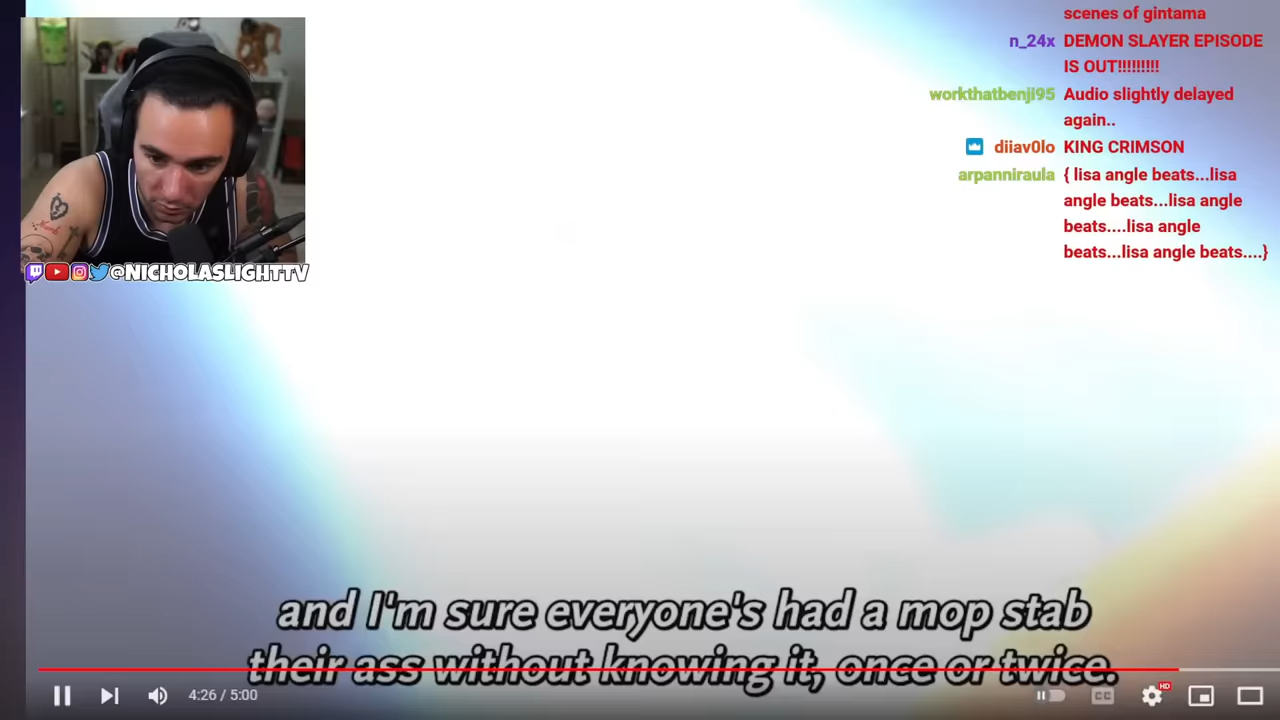 scenes of gintama
n_24x DEMON SLAYER EPISODE
IS OUT!!!!!!!!!
workthatbenji95 Audio slightly delayed
again..
diiav0lo KING CRIMSON
arpanniraula { lisa angle beats...lisa
angle beats...lisa angle
beats....lisa angle
beats...lisa angle beats....}
@NICHOLASLIGHTTV
and I'm sure everyone's had a mop stab
their ass without knowing it, once or twice.
4:26 / 5:00
CC
HD